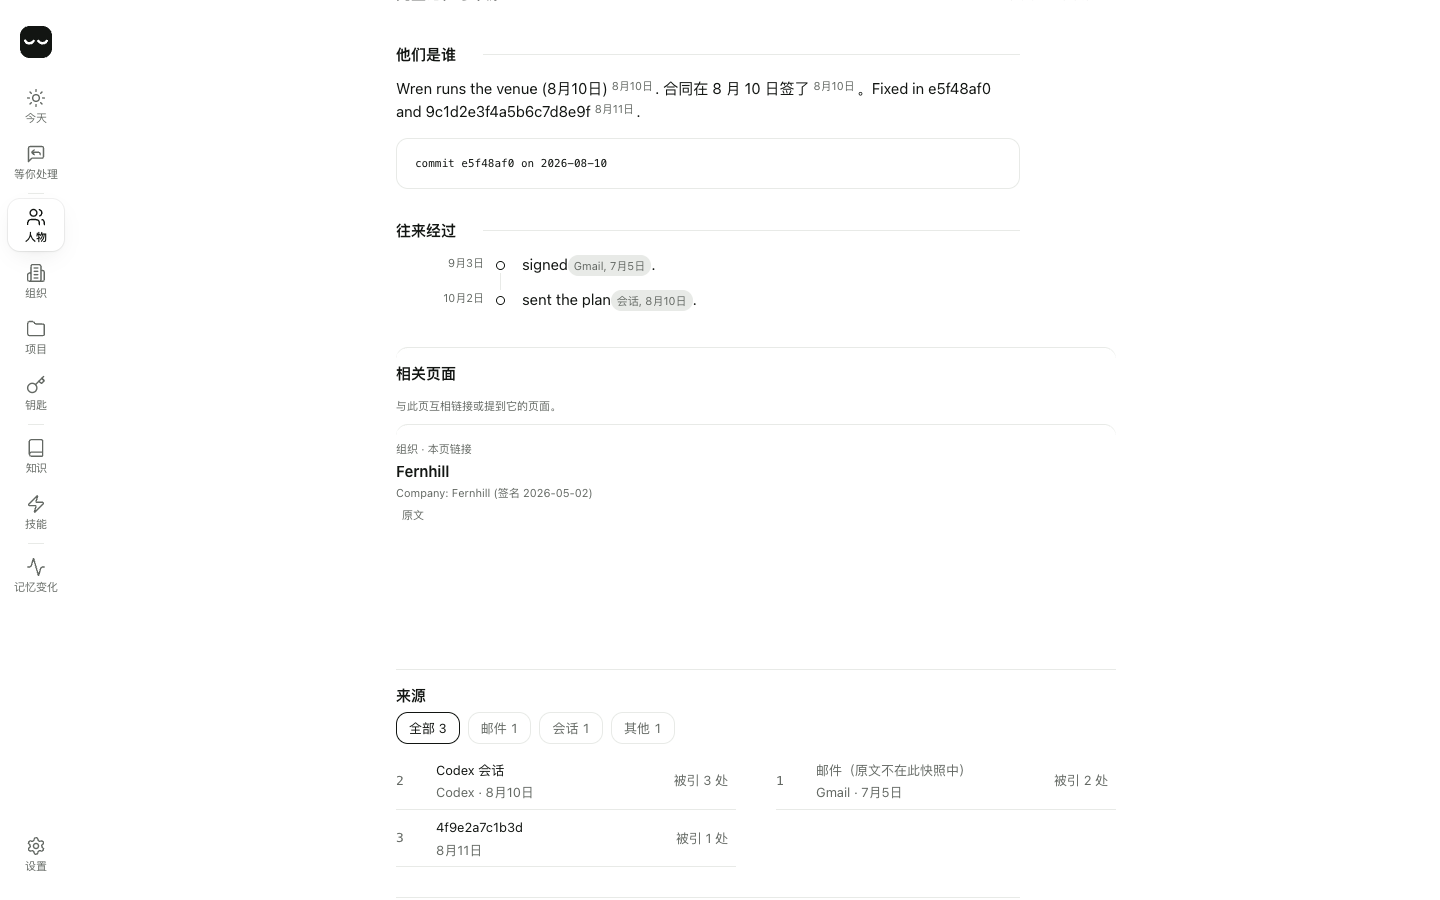 他们是谁
Wren runs the venue (8月10日) 8月10日. 合同在 8 月 10 日签了 8月10日。Fixed in e5f48af0
and 9c1d2e3f4a5b6c7d8e9f 8月11日.
commit e5f48af0 on 2026-08-10
往来经过
9月3日 signed Gmail, 7月5日.
10月2日 sent the plan 会话, 8月10日.
相关页面
与此页互相链接或提到它的页面。
组织 · 本页链接
Fernhill
Company: Fernhill (签名 2026-05-02)
原文
来源
全部 3 邮件 1 会话 1 其他 1
2 Codex 会话 被引 3 处
Codex · 8月10日
1 邮件（原文不在此快照中） 被引 2 处
Gmail · 7月5日
3 4f9e2a7c1b3d 被引 1 处
8月11日
今天
等你处理
人物
组织
项目
钥匙
知识
技能
记忆变化
设置